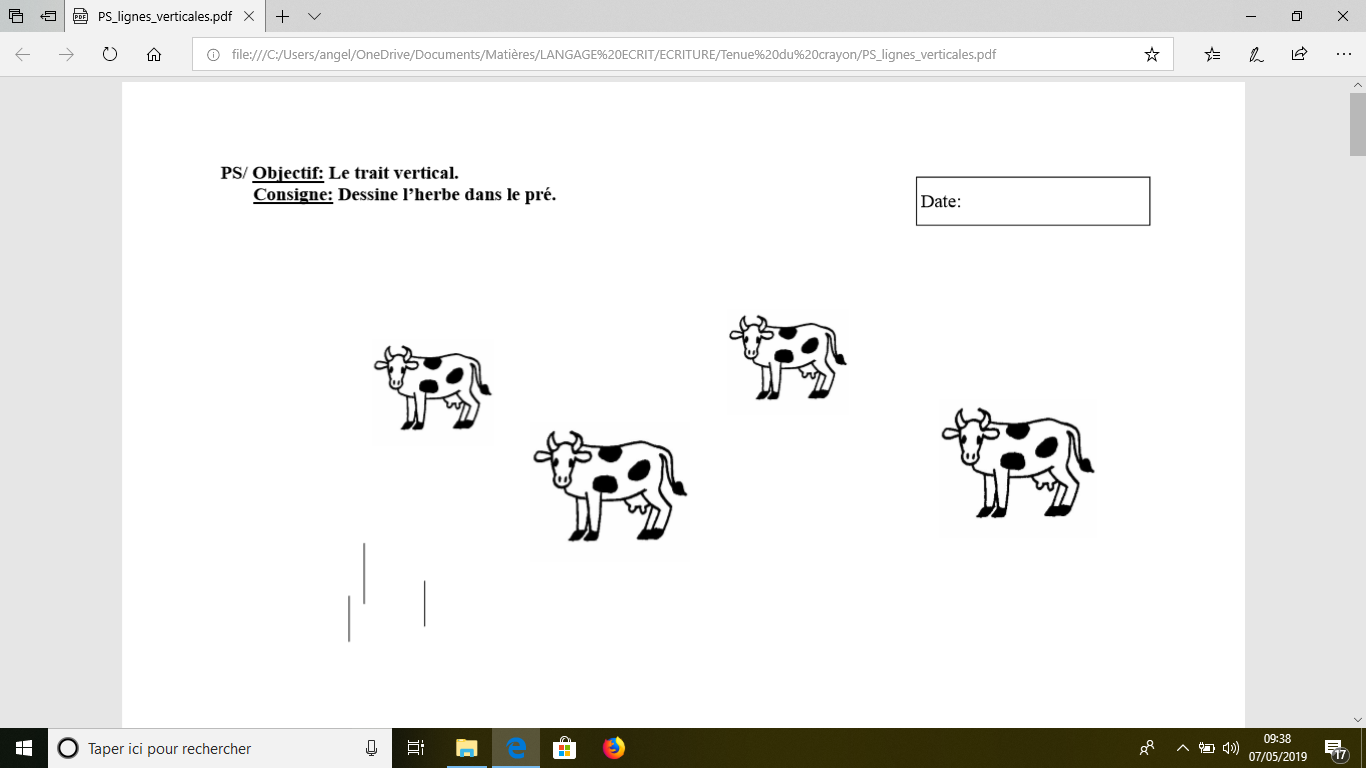 PS_lignes_verticales.pdf
file:///C:/Users/angel/OneDrive/Documents/Matières/LANGAGE%20ECRIT/ECRITURE/Tenue%20du%20crayon/PS_lignes_verticales.pdf
PS/ Objectif: Le trait vertical.
Consigne: Dessine l’herbe dans le pré.
Date:
Taper ici pour rechercher
09:38
07/05/2019
17